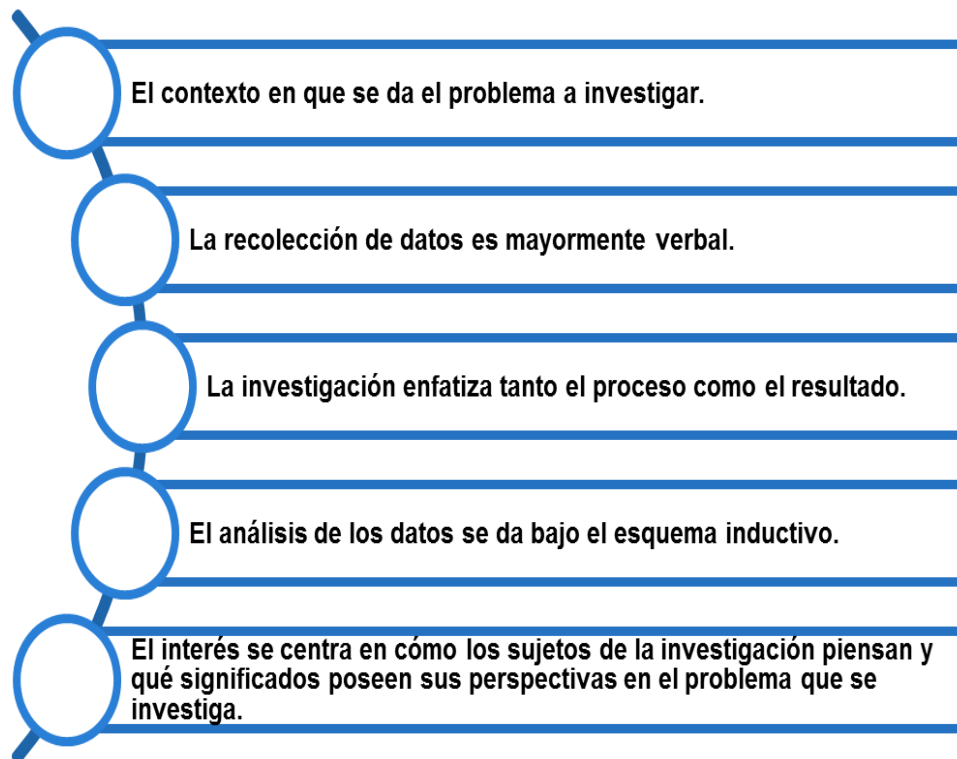 El contexto en que se da el problema a investigar.
La recolección de datos es mayormente verbal.
La investigación enfatiza tanto el proceso como el resultado.
El análisis de los datos se da bajo el esquema inductivo.
El interés se centra en cómo los sujetos de la investigación piensan y
qué significados poseen sus perspectivas en el problema que se
investiga.